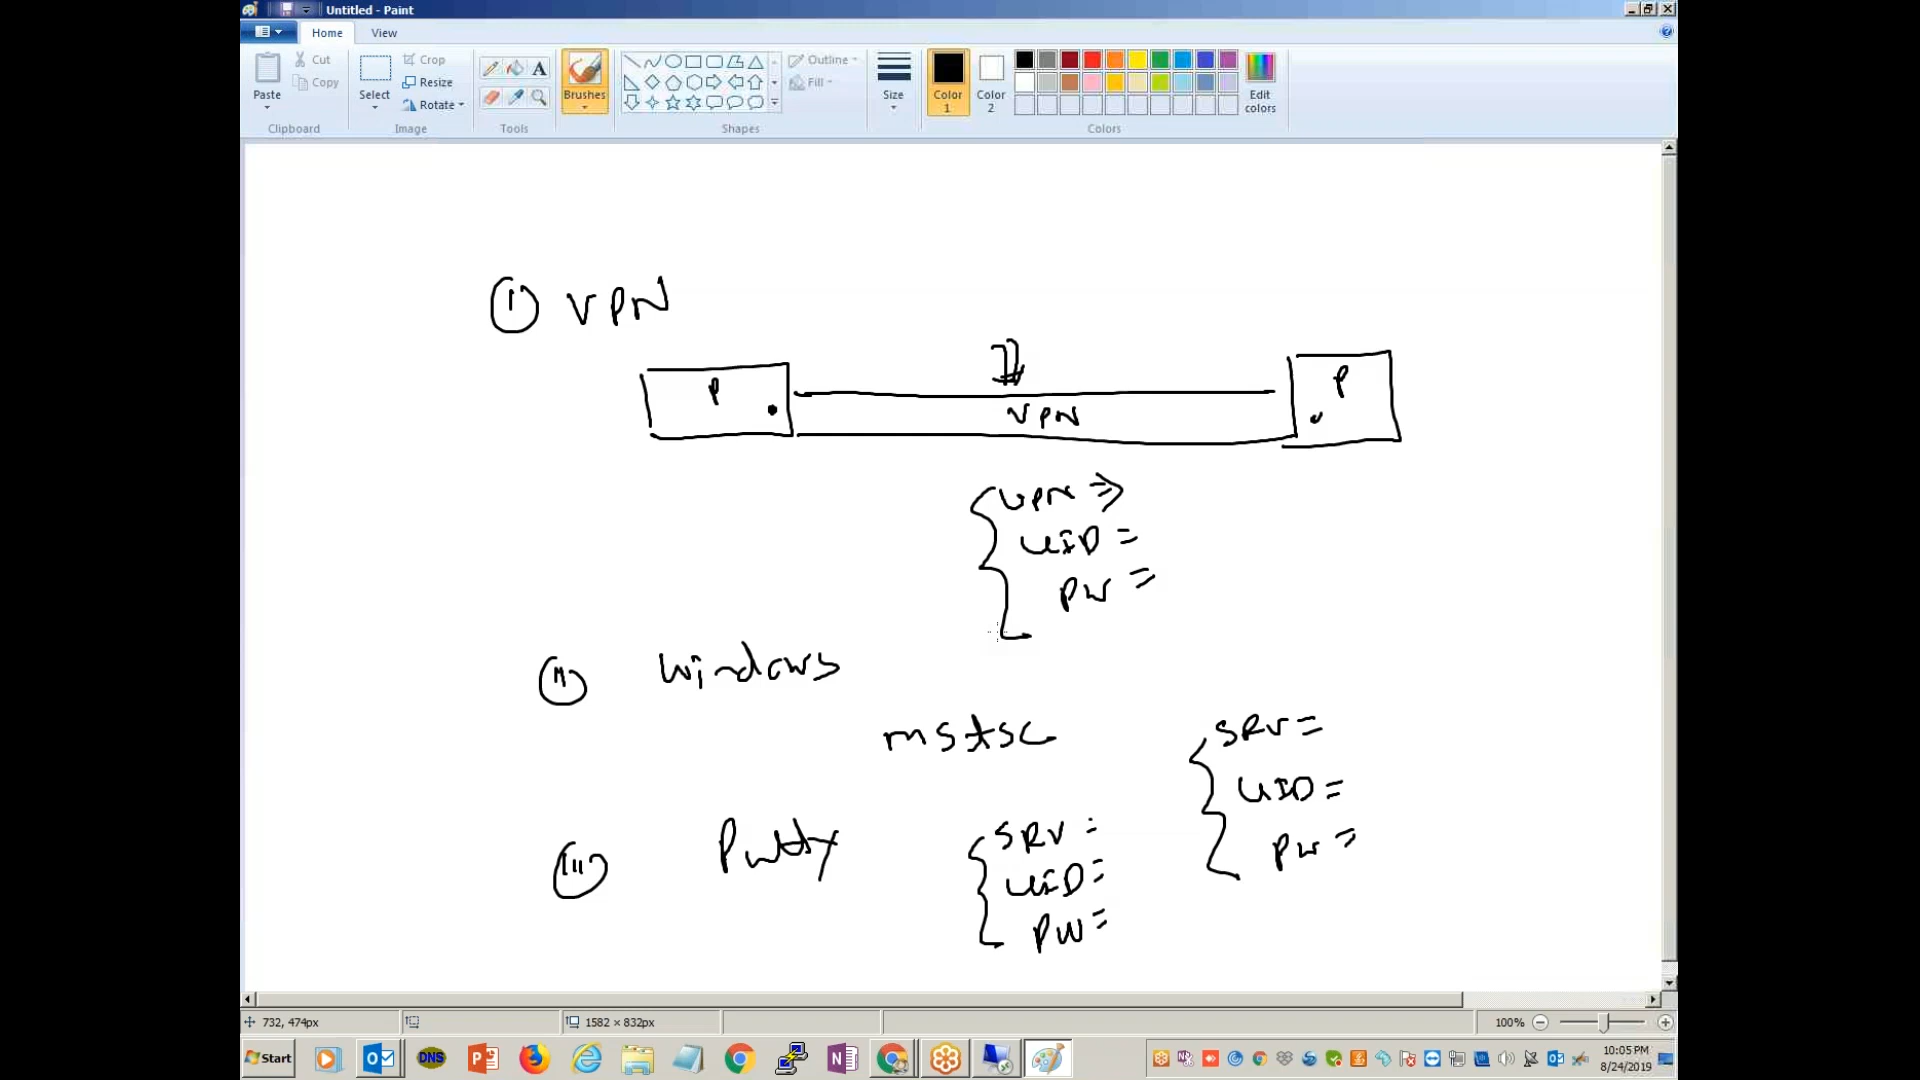 Untitled - Paint
Home View
Paste
Cut
Copy
Clipboard
Select
Crop
Resize
Rotate
Image
A
Tools
Brushes
Outline
Fill
Shapes
Size
Color 1
Color 2
Edit colors
Colors
I VPN
P
VPN
P
VPN =>
UID =
PW =
II Windows
mstsc
SRV =
UID =
PW =
III Putty
SRV =
UID =
PW =
732, 474px
1582 × 832px
100%
Start
DNS
10:05 PM
8/24/2019